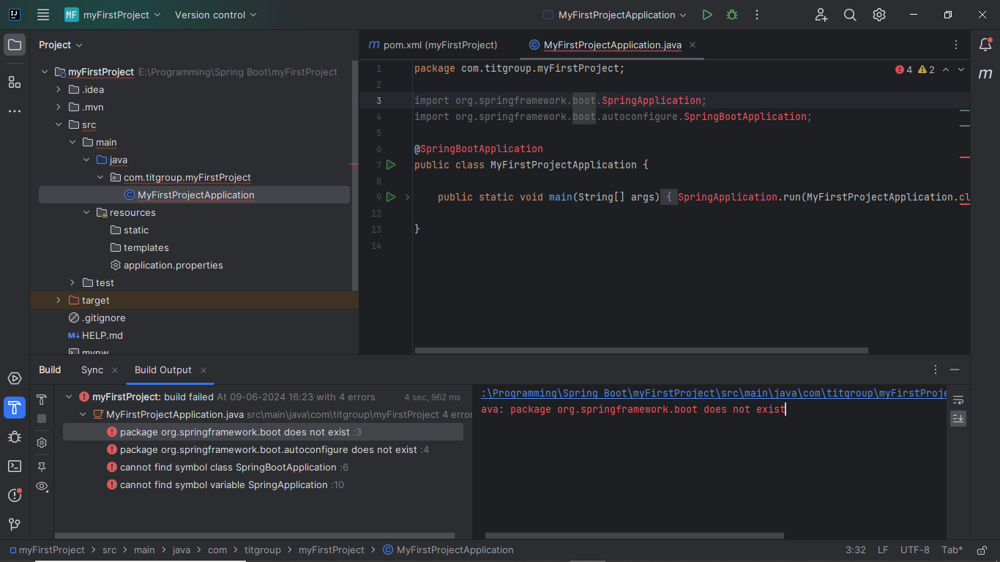 MF myFirstProject Version control MyFirstProjectApplication
Project
myFirstProject E:\Programming\Spring Boot\myFirstProject
.idea
.mvn
src
main
java
com.titgroup.myFirstProject
MyFirstProjectApplication
resources
static
templates
application.properties
test
target
.gitignore
M↓ HELP.md
mvnw
m pom.xml (myFirstProject) MyFirstProjectApplication.java
1 package com.titgroup.myFirstProject; 4 2
2
3 import org.springframework.boot.SpringApplication;
4 import org.springframework.boot.autoconfigure.SpringBootApplication;
5
6 @SpringBootApplication
7 public class MyFirstProjectApplication {
8
9 public static void main(String[] args) { SpringApplication.run(MyFirstProjectApplication.cl
12
13 }
14
m
Build Sync Build Output
myFirstProject: build failed At 09-06-2024 16:23 with 4 errors 4 sec, 962 ms
MyFirstProjectApplication.java src\main\java\com\titgroup\myFirstProject 4 error
package org.springframework.boot does not exist :3
package org.springframework.boot.autoconfigure does not exist :4
cannot find symbol class SpringBootApplication :6
cannot find symbol variable SpringApplication :10
:\Programming\Spring Boot\myFirstProject\src\main\java\com\titgroup\myFirstProje
ava: package org.springframework.boot does not exist
myFirstProject > src > main > java > com > titgroup > myFirstProject > MyFirstProjectApplication 3:32 LF UTF-8 Tab*